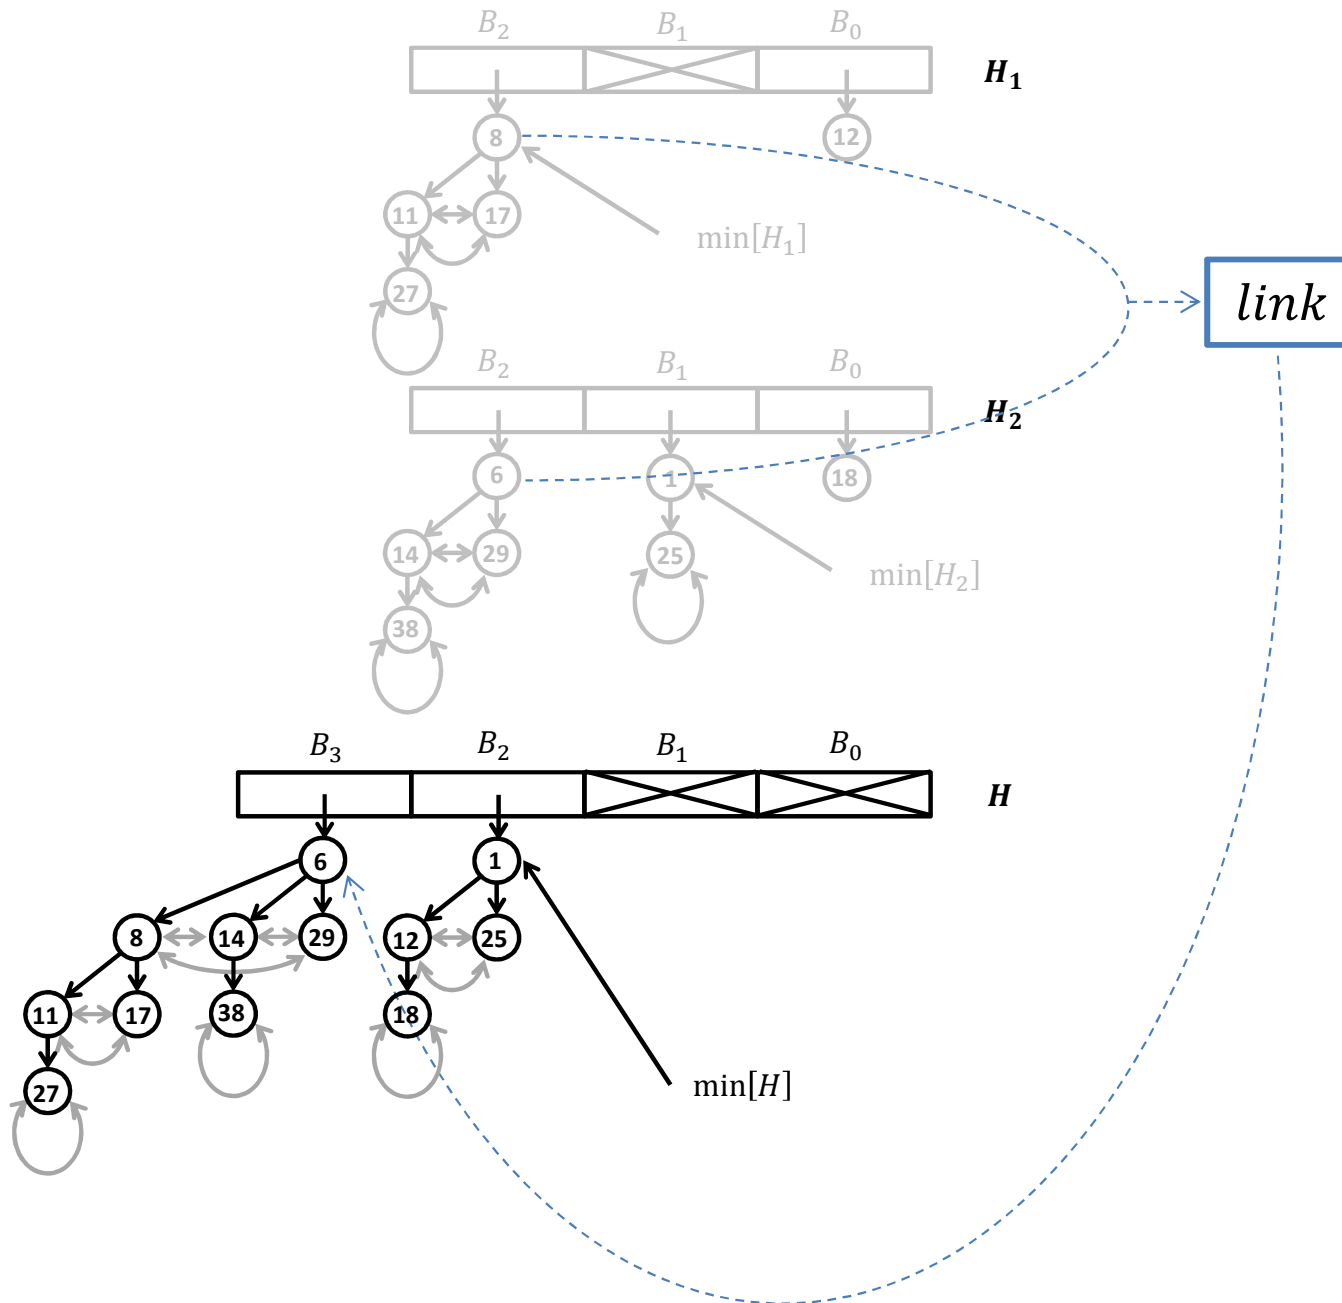 B₂ B₁ B₀
H₁
8 12
11 17
min[H₁]
27
link
B₂ B₁ B₀
H₂
6 1 18
14 29 25
min[H₂]
38
B₃ B₂ B₁ B₀
H
6 1
8 14 29 12 25
11 17 38 18
27
min[H]